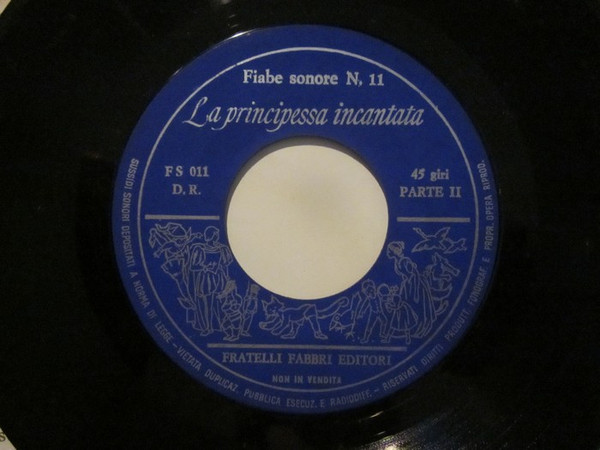 Fiabe sonore N. 11
La principessa incantata
FS 011
D. R.
45 giri
PARTE II
FRATELLI FABBRI EDITORI
NON IN VENDITA
SUSSIDI SONORI DEPOSITATI A NORMA DI LEGGE - VIETATA DUPLICAZ. PUBBLICA ESECUZ. E RADIODIFF. - RISERVATI DIRITTI PRODUTT. FONOGRAF. E PROPR. OPERA RIPROD.